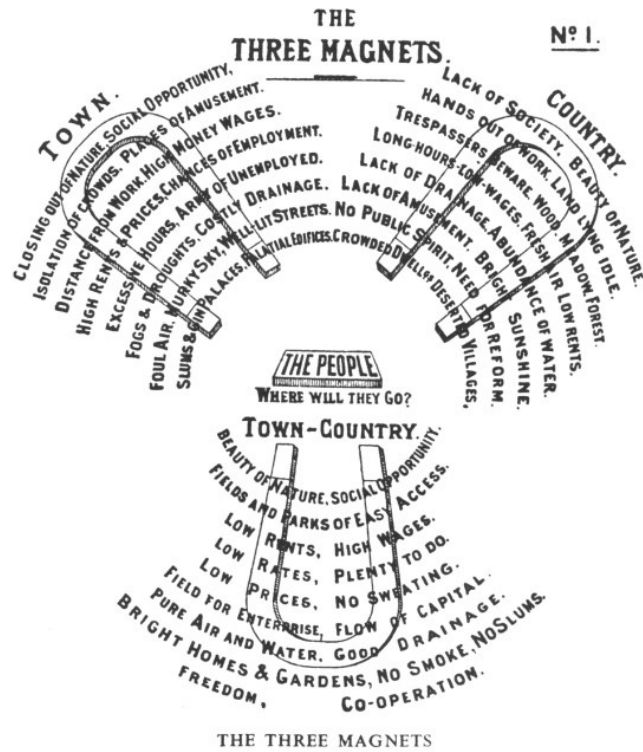 THE
THREE MAGNETS.
Nº 1.
TOWN.
CLOSING OUT OF NATURE. SOCIAL OPPORTUNITY,
ISOLATION OF CROWDS. PLACES OF AMUSEMENT.
DISTANCE FROM WORK. HIGH MONEY WAGES.
HIGH RENTS & PRICES. CHANCES OF EMPLOYMENT.
EXCESSIVE HOURS, ARMY OF UNEMPLOYED.
FOGS & DROUGHTS. COSTLY DRAINAGE.
FOUL AIR. MURKY SKY. WELL-LIT STREETS.
SLUMS & GIN PALACES. PALATIAL EDIFICES.
COUNTRY.
LACK OF SOCIETY. BEAUTY OF NATURE.
HANDS OUT OF WORK, LAND LYING IDLE.
TRESPASSERS BEWARE. WOOD, MEADOW, FOREST.
LONG-HOURS-LOW-WAGES, FRESH AIR LOW RENTS.
LACK OF DRAINAGE. ABUNDANCE OF WATER.
LACK OF AMUSEMENT. BRIGHT SUNSHINE.
NO PUBLIC SPIRIT. NEED FOR REFORM.
CROWDED DWELLGS DESERTED VILLAGES,
THE PEOPLE
WHERE WILL THEY GO?
TOWN-COUNTRY.
BEAUTY OF NATURE, SOCIAL OPPORTUNITY.
FIELDS AND PARKS OF EASY ACCESS.
LOW RENTS, HIGH WAGES.
LOW RATES, PLENTY TO DO.
LOW PRICES, NO SWEATING.
FIELD FOR ENTERPRISE, FLOW OF CAPITAL.
PURE AIR AND WATER, GOOD DRAINAGE.
BRIGHT HOMES & GARDENS, NO SMOKE, NO SLUMS.
FREEDOM, CO-OPERATION.
THE THREE MAGNETS